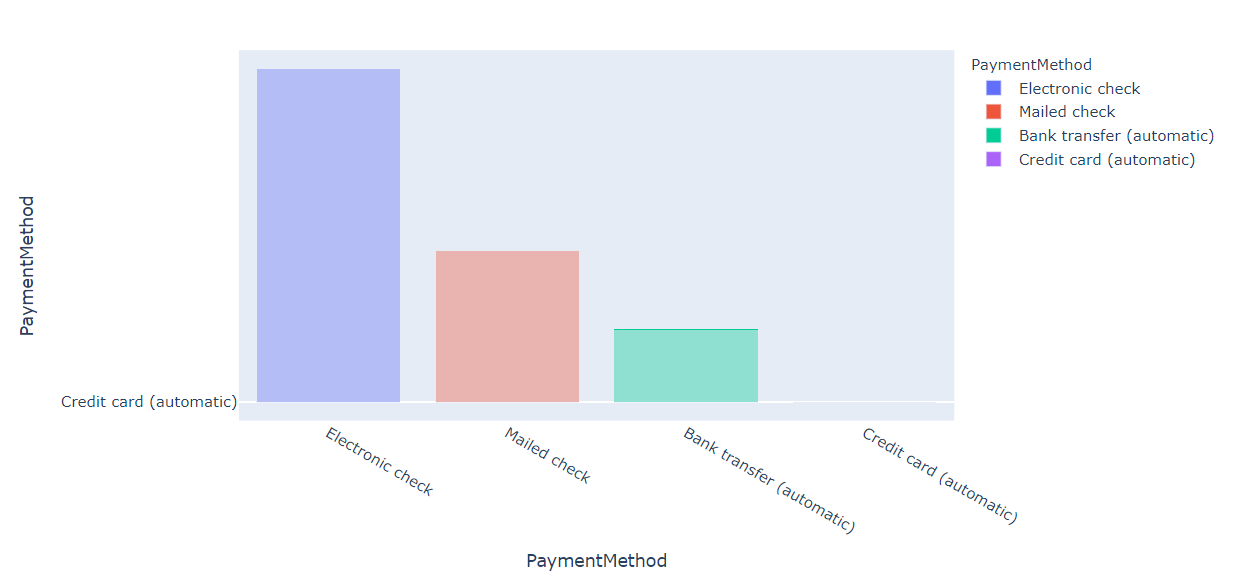 PaymentMethod
Electronic check
Mailed check
Bank transfer (automatic)
Credit card (automatic)
PaymentMethod
Credit card (automatic)
Electronic check
Mailed check
Bank transfer (automatic)
Credit card (automatic)
PaymentMethod